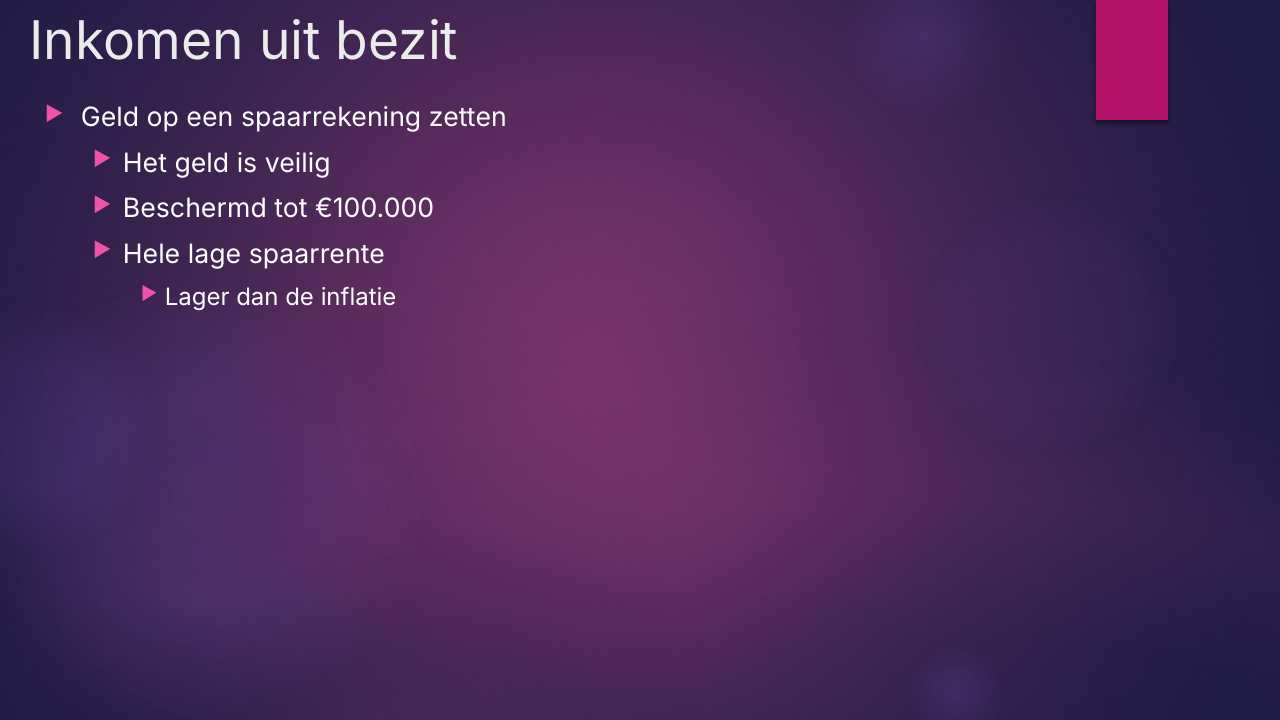 Inkomen uit bezit
Geld op een spaarrekening zetten
Het geld is veilig
Beschermd tot €100.000
Hele lage spaarrente
Lager dan de inflatie